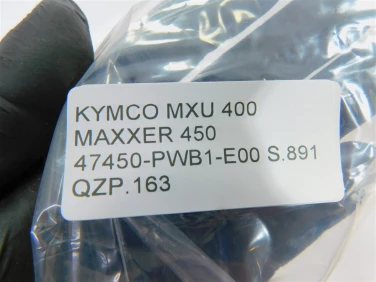 KYMCO MXU 400
MAXXER 450
47450-PWB1-E00 S.891
QZP.163